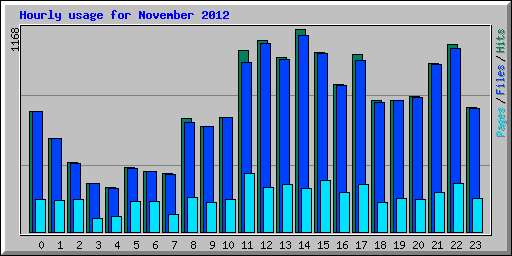 Hourly usage for November 2012
1168
Pages/Files/Hits
0 1 2 3 4 5 6 7 8 9 10 11 12 13 14 15 16 17 18 19 20 21 22 23